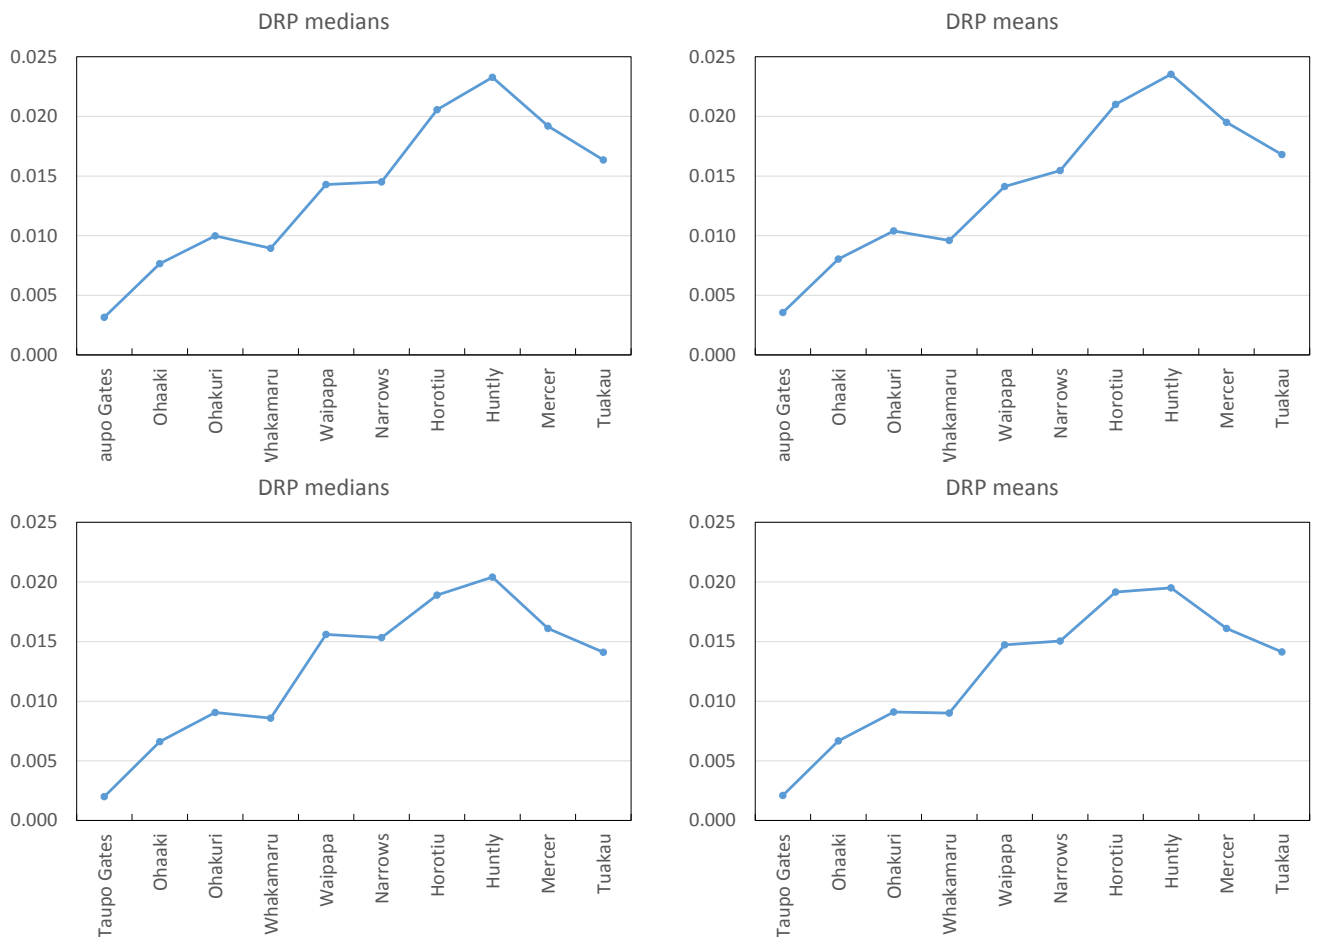 DRP medians
0.025
0.020
0.015
0.010
0.005
0.000
aupo Gates
Ohaaki
Ohakuri
Vhakamaru
Waipapa
Narrows
Horotiu
Huntly
Mercer
Tuakau
DRP means
0.025
0.020
0.015
0.010
0.005
0.000
aupo Gates
Ohaaki
Ohakuri
Vhakamaru
Waipapa
Narrows
Horotiu
Huntly
Mercer
Tuakau
DRP medians
0.025
0.020
0.015
0.010
0.005
0.000
Taupo Gates
Ohaaki
Ohakuri
Whakamaru
Waipapa
Narrows
Horotiu
Huntly
Mercer
Tuakau
DRP means
0.025
0.020
0.015
0.010
0.005
0.000
Taupo Gates
Ohaaki
Ohakuri
Whakamaru
Waipapa
Narrows
Horotiu
Huntly
Mercer
Tuakau